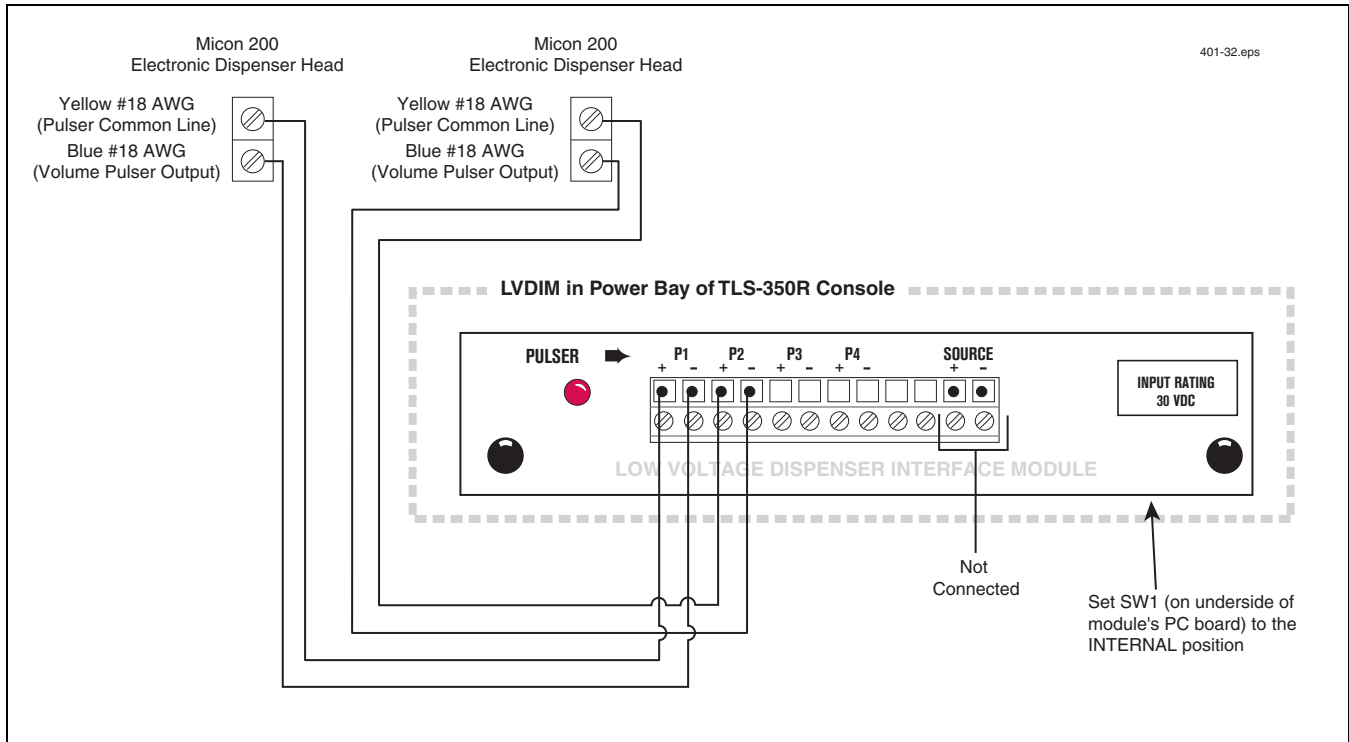 401-32.eps
Micon 200
Electronic Dispenser Head
Yellow #18 AWG
(Pulser Common Line)
Blue #18 AWG
(Volume Pulser Output)
Micon 200
Electronic Dispenser Head
Yellow #18 AWG
(Pulser Common Line)
Blue #18 AWG
(Volume Pulser Output)
LVDIM in Power Bay of TLS-350R Console
PULSER
P1 P2 P3 P4 SOURCE
+ - + - + - + - + -
INPUT RATING
30 VDC
LOW VOLTAGE DISPENSER INTERFACE MODULE
Not
Connected
Set SW1 (on underside of
module's PC board) to the
INTERNAL position